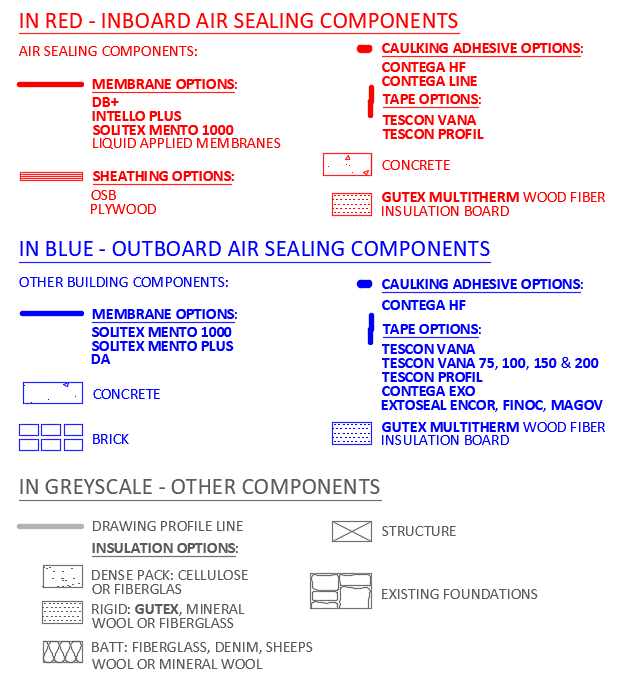 IN RED - INBOARD AIR SEALING COMPONENTS
AIR SEALING COMPONENTS:
MEMBRANE OPTIONS:
DB+
INTELLO PLUS
SOLITEX MENTO 1000
LIQUID APPLIED MEMBRANES
SHEATHING OPTIONS:
OSB
PLYWOOD
CAULKING ADHESIVE OPTIONS:
CONTEGA HF
CONTEGA LINE
TAPE OPTIONS:
TESCON VANA
TESCON PROFIL
CONCRETE
GUTEX MULTITHERM WOOD FIBER
INSULATION BOARD
IN BLUE - OUTBOARD AIR SEALING COMPONENTS
OTHER BUILDING COMPONENTS:
MEMBRANE OPTIONS:
SOLITEX MENTO 1000
SOLITEX MENTO PLUS
DA
CONCRETE
BRICK
CAULKING ADHESIVE OPTIONS:
CONTEGA HF
TAPE OPTIONS:
TESCON VANA
TESCON VANA 75, 100, 150 & 200
TESCON PROFIL
CONTEGA EXO
EXTOSEAL ENCOR, FINOC, MAGOV
GUTEX MULTITHERM WOOD FIBER
INSULATION BOARD
IN GREYSCALE - OTHER COMPONENTS
DRAWING PROFILE LINE
INSULATION OPTIONS:
DENSE PACK: CELLULOSE
OR FIBERGLAS
RIGID: GUTEX, MINERAL
WOOL OR FIBERGLASS
BATT: FIBERGLASS, DENIM, SHEEPS
WOOL OR MINERAL WOOL
STRUCTURE
EXISTING FOUNDATIONS